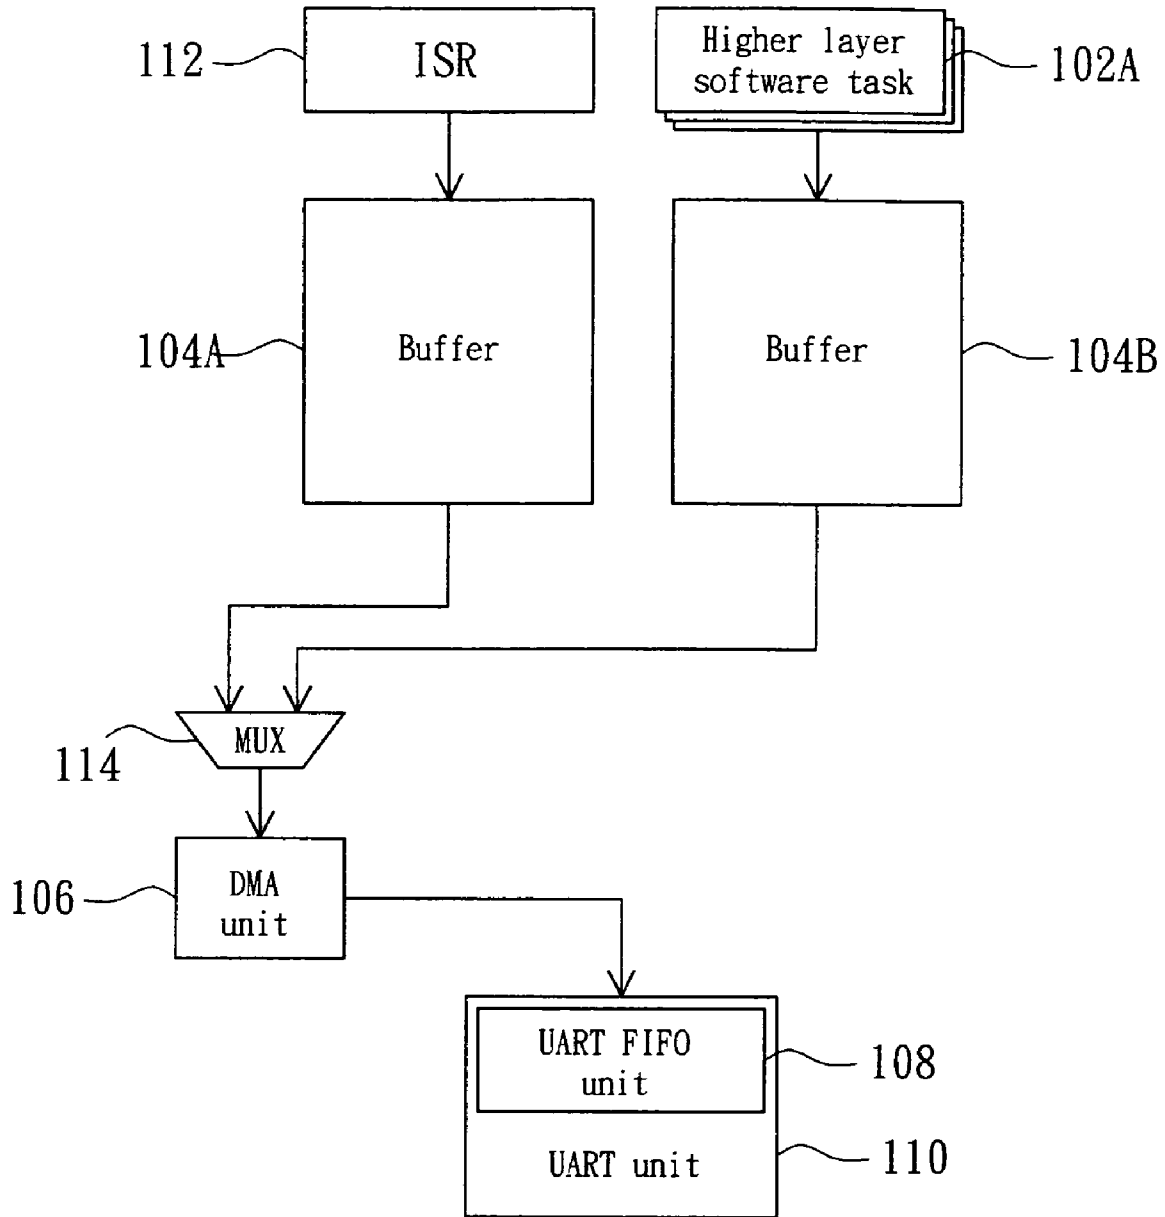 112
ISR
Higher layer
software task
102A
104A
Buffer
Buffer
104B
MUX
114
106
DMA
unit
UART FIFO
unit
108
UART unit
110